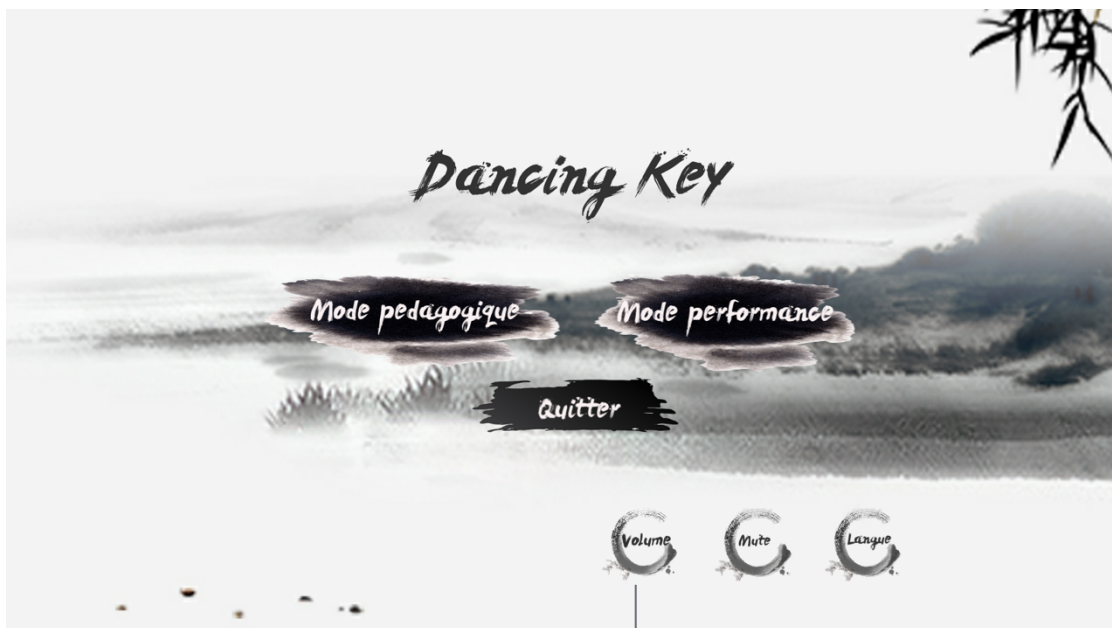 Dancing Key
Mode pedagogique
Mode performance
Quitter
Volume
Mute
Langue